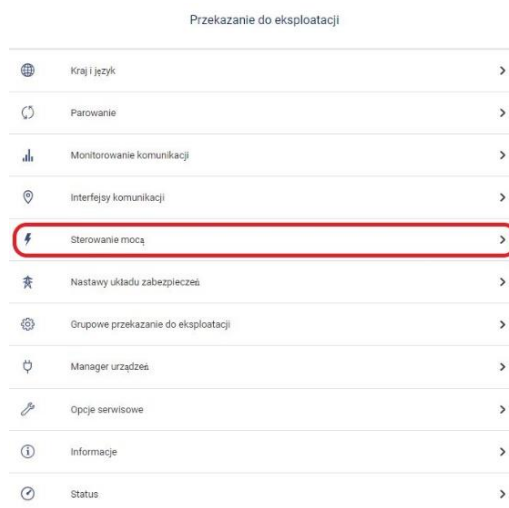 Przekazanie do eksploatacji
Kraj i język
Parowanie
Monitorowanie komunikacji
Interfejsy komunikacji
Sterowanie mocą
Nastawy układu zabezpieczeń
Grupowe przekazanie do eksploatacji
Manager urządzeń
Opcje serwisowe
Informacje
Status